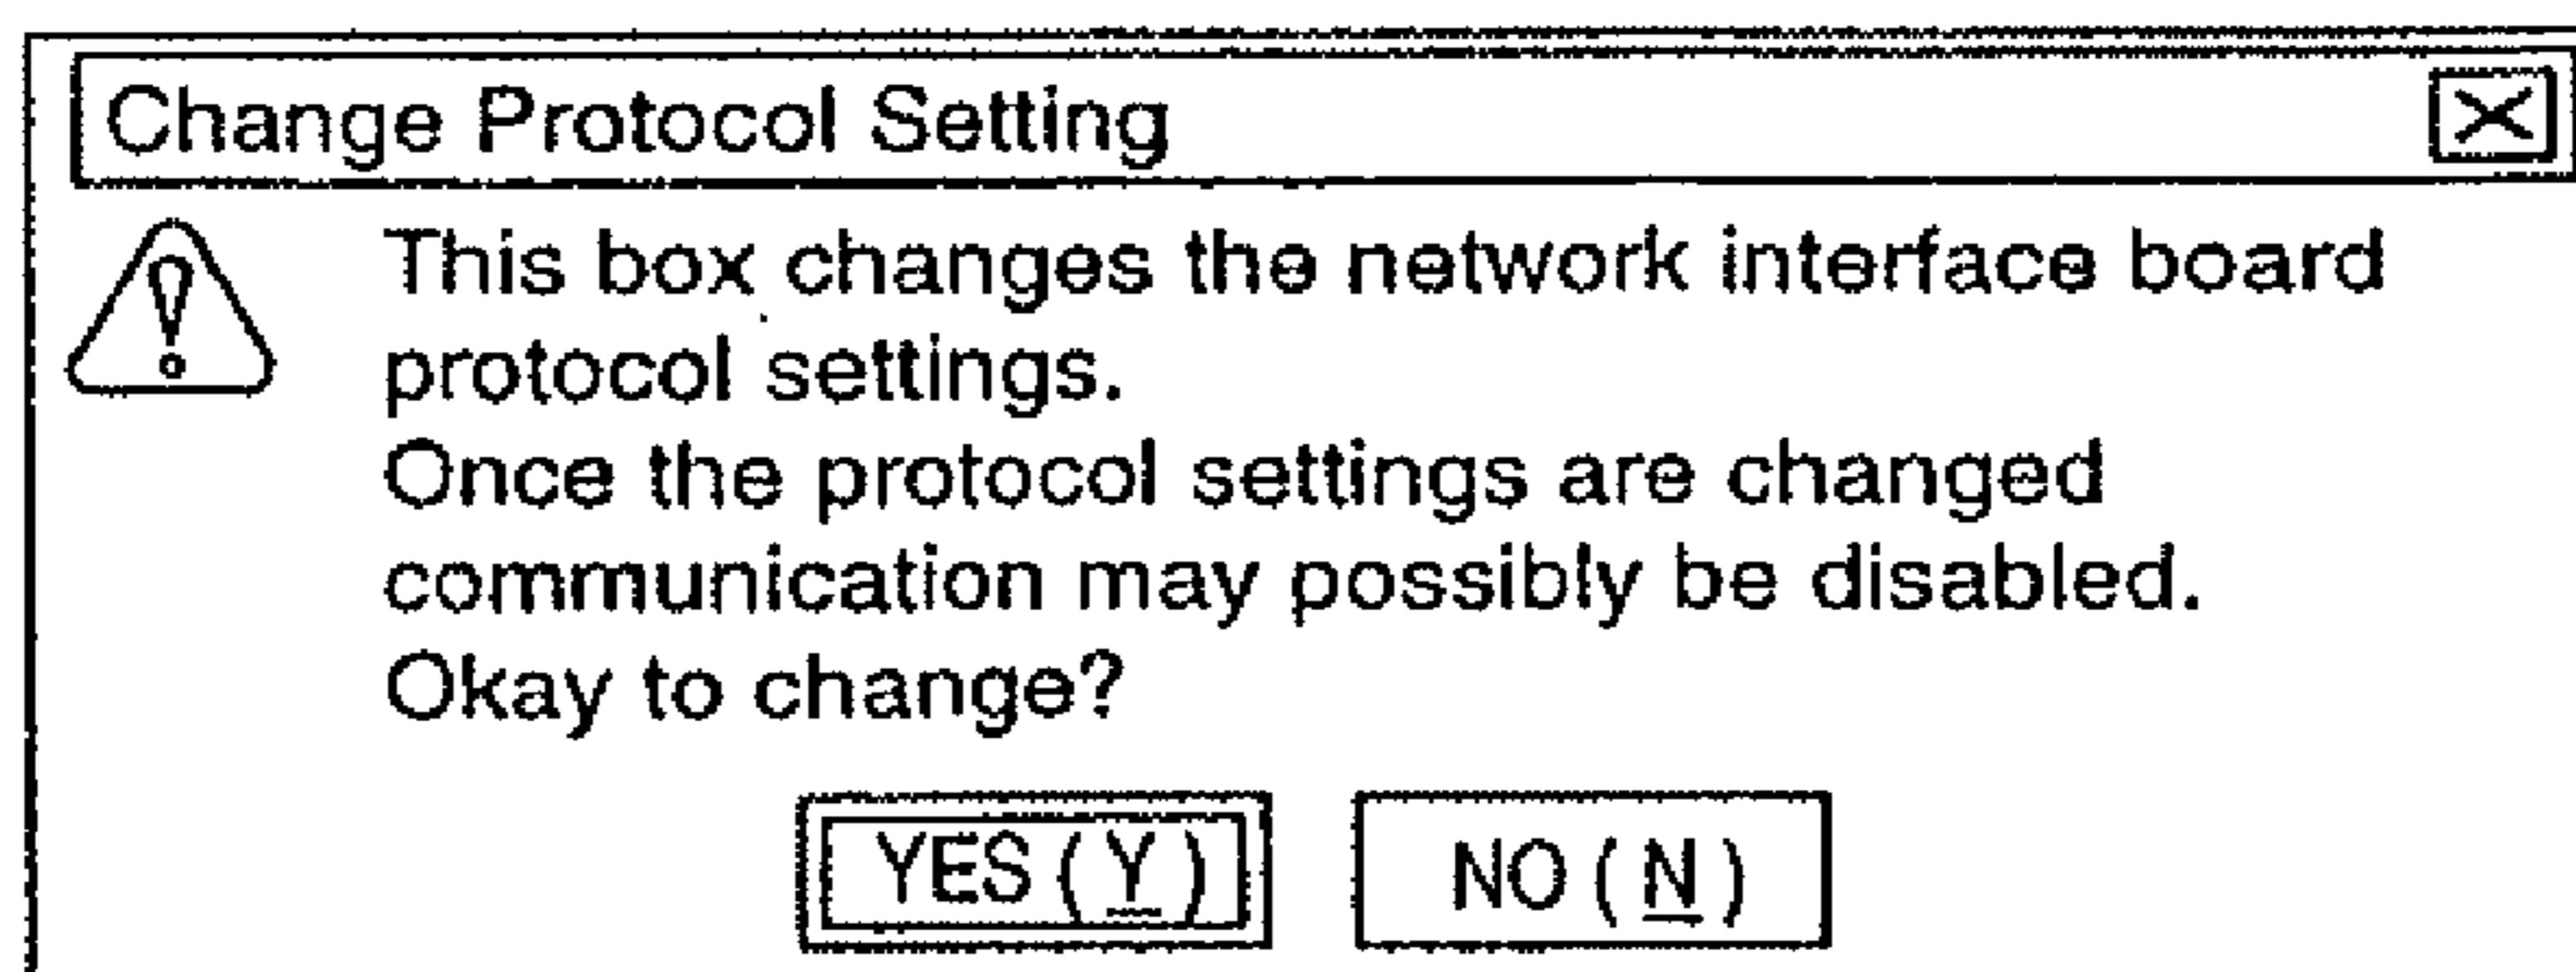 Change Protocol Setting
This box changes the network interface board
protocol settings.
Once the protocol settings are changed
communication may possibly be disabled.
Okay to change?
YES (Y) NO (N)